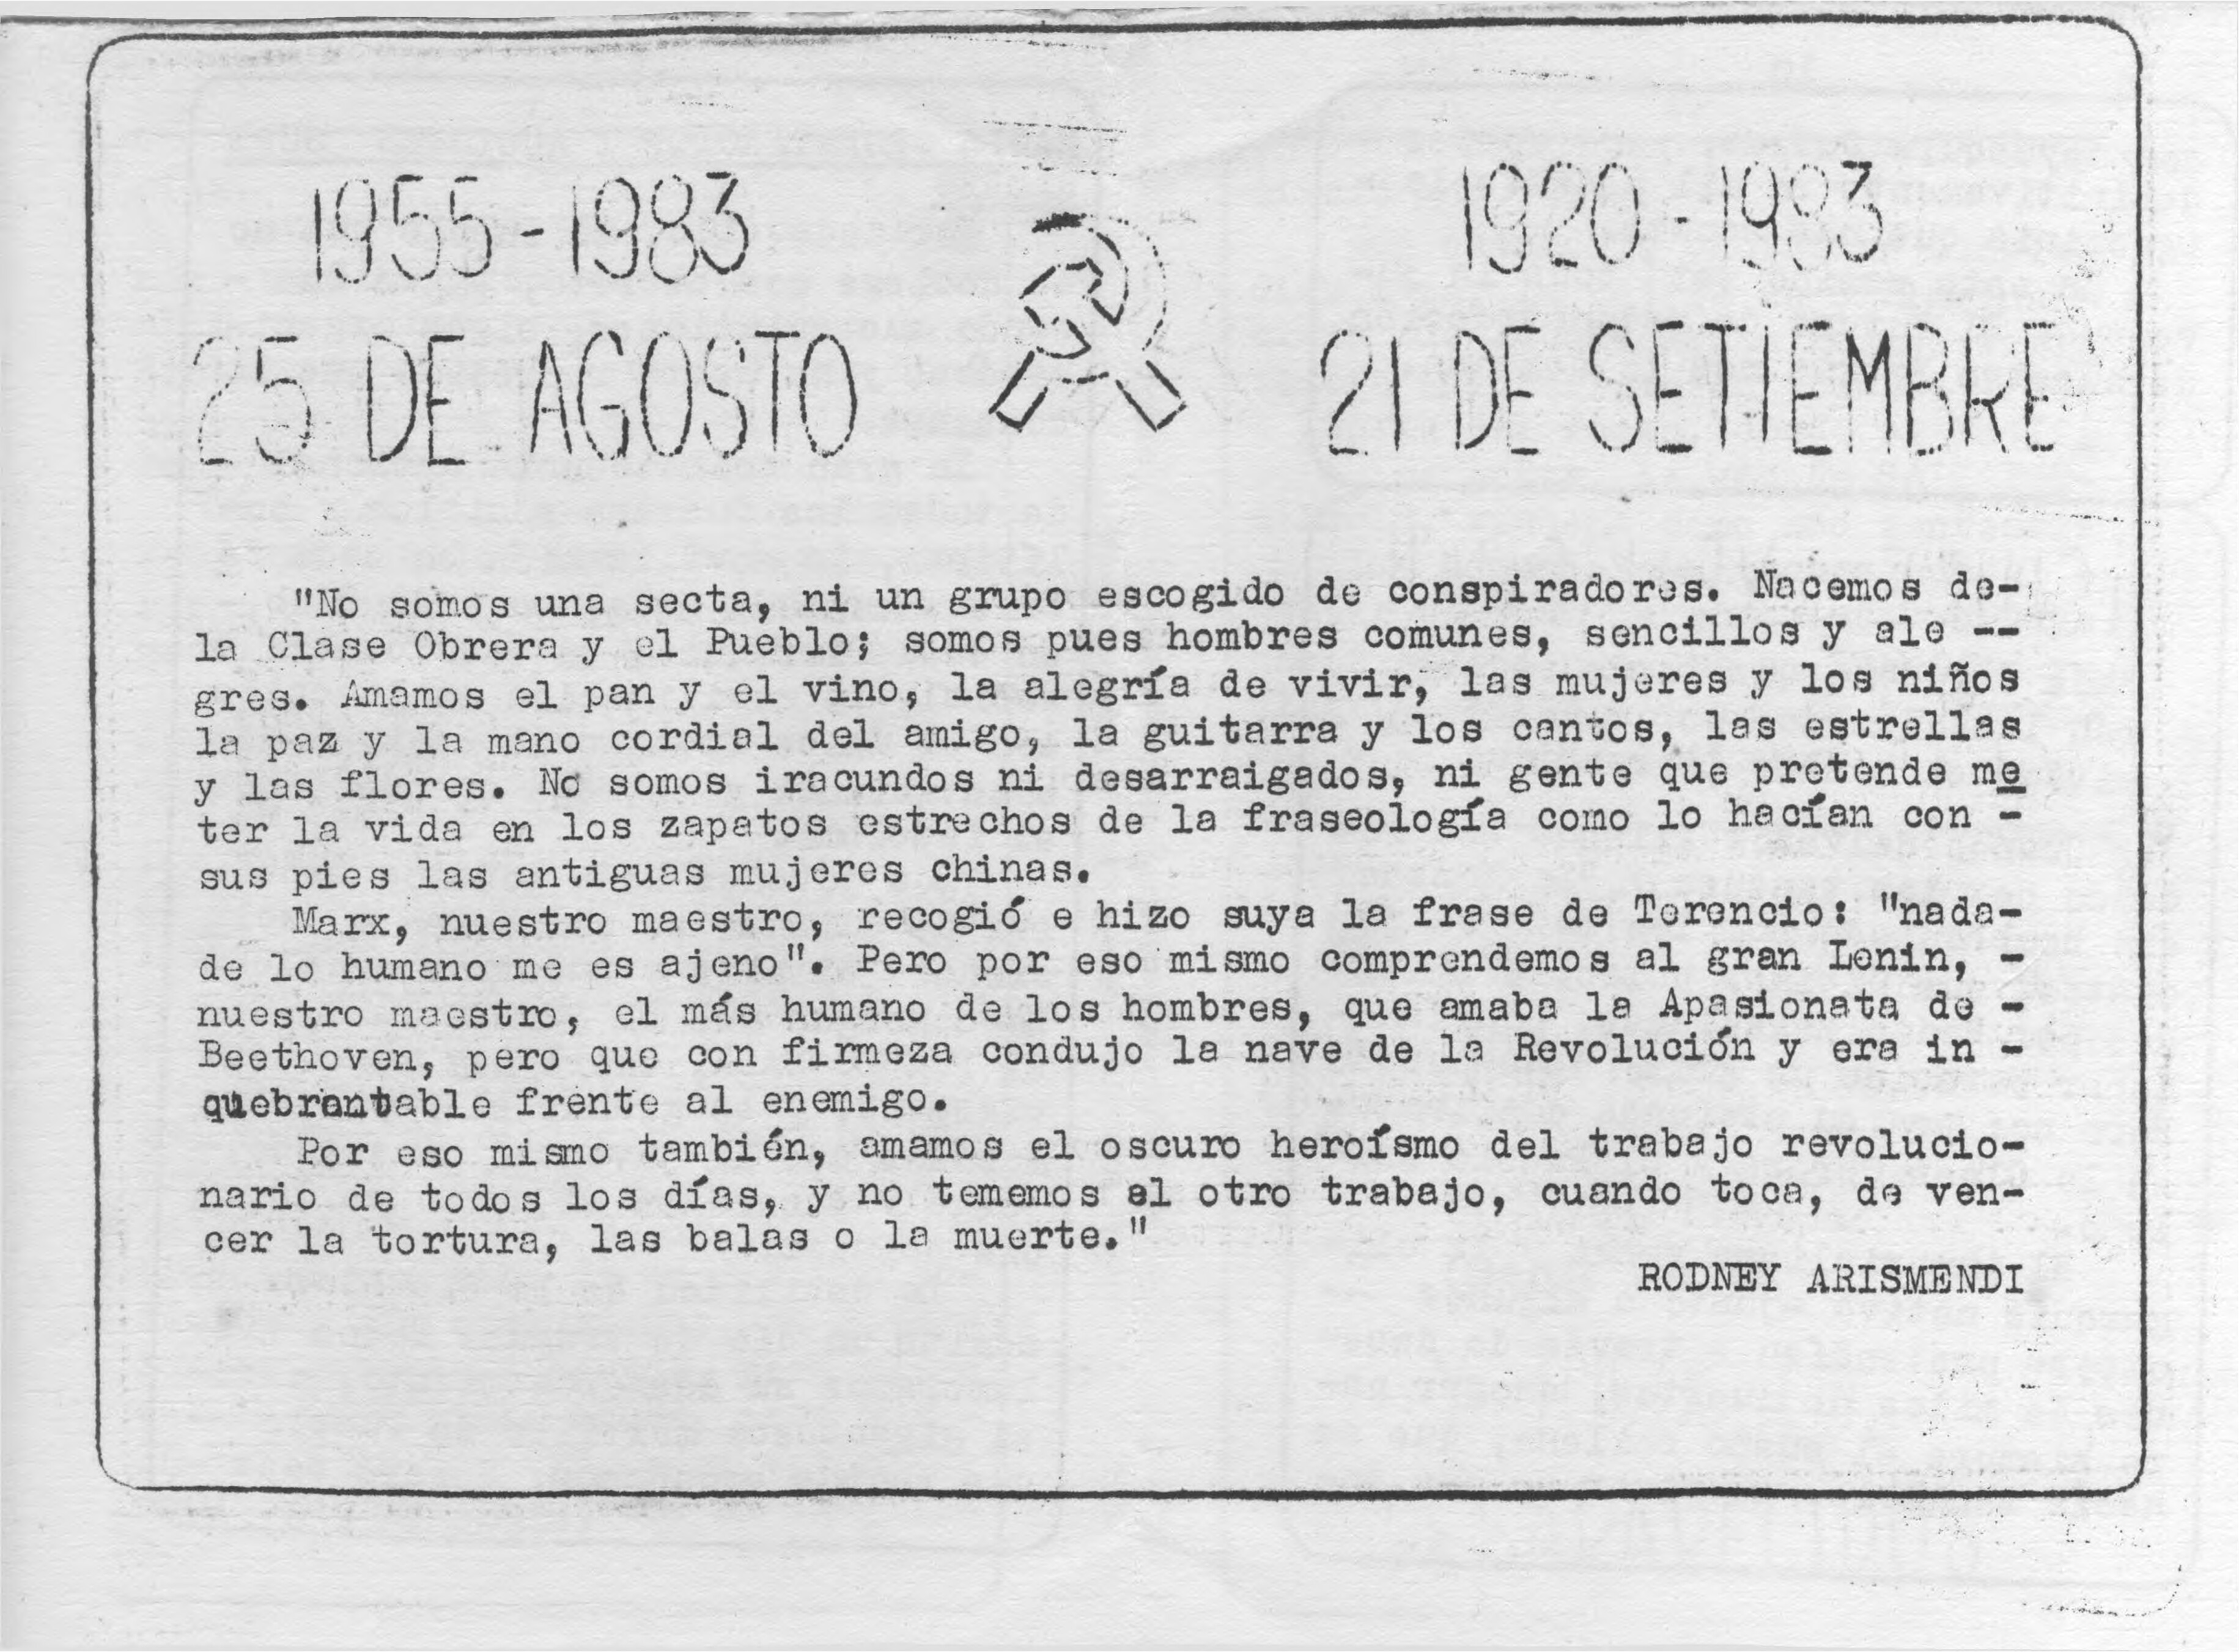 1955-1983
25 DE AGOSTO
1920-1983
21 DE SETIEMBRE
"No somos una secta, ni un grupo escogido de conspiradores. Nacemos de-
la Clase Obrera y el Pueblo; somos pues hombres comunes, sencillos y ale --
gres. Amamos el pan y el vino, la alegría de vivir, las mujeres y los niños
la paz y la mano cordial del amigo, la guitarra y los cantos, las estrellas
y las flores. No somos iracundos ni desarraigados, ni gente que pretende me
ter la vida en los zapatos estrechos de la fraseología como lo hacían con -
sus pies las antiguas mujeres chinas.
Marx, nuestro maestro, recogió e hizo suya la frase de Terencio: "nada-
de lo humano me es ajeno". Pero por eso mismo comprendemos al gran Lenin, -
nuestro maestro, el más humano de los hombres, que amaba la Apasionata de -
Beethoven, pero que con firmeza condujo la nave de la Revolución y era in -
quebrantable frente al enemigo.
Por eso mismo también, amamos el oscuro heroísmo del trabajo revolucio-
nario de todos los días, y no tememos el otro trabajo, cuando toca, de ven-
cer la tortura, las balas o la muerte."
RODNEY ARISMENDI